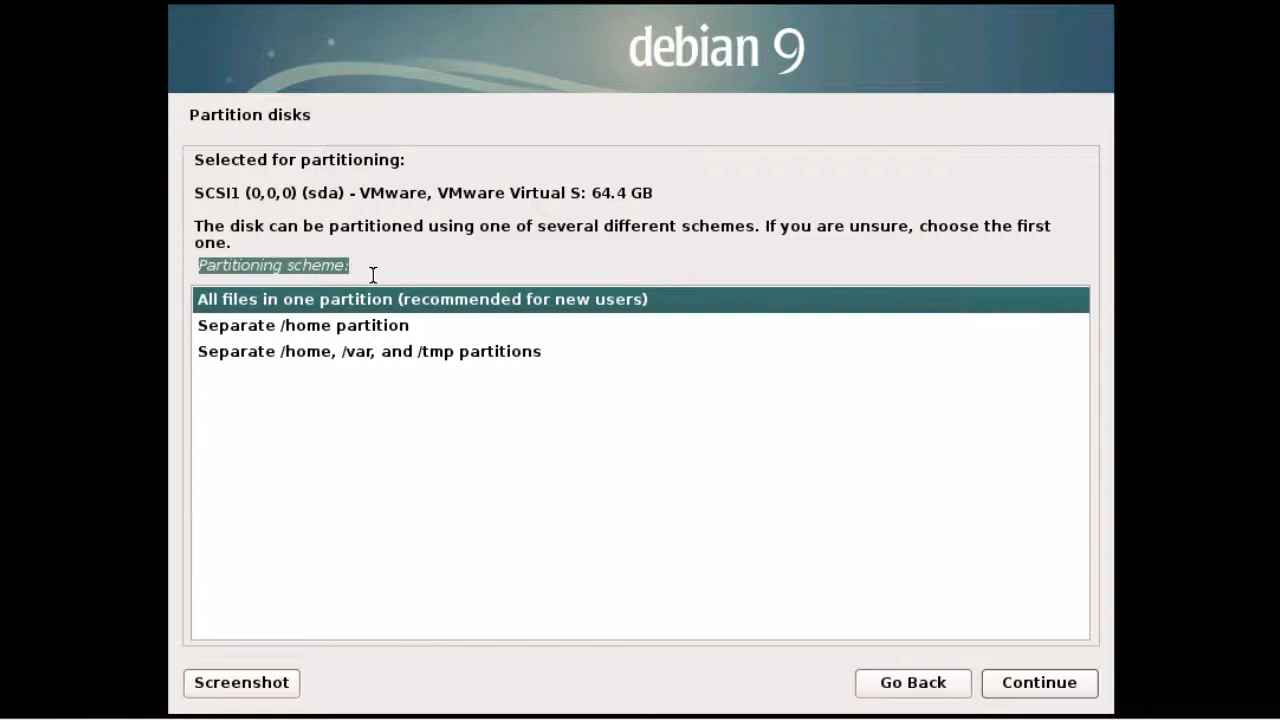 debian 9
Partition disks
Selected for partitioning:
SCSI1 (0,0,0) (sda) - VMware, VMware Virtual S: 64.4 GB
The disk can be partitioned using one of several different schemes. If you are unsure, choose the first
one.
Partitioning scheme:
All files in one partition (recommended for new users)
Separate /home partition
Separate /home, /var, and /tmp partitions
Screenshot
Go Back
Continue